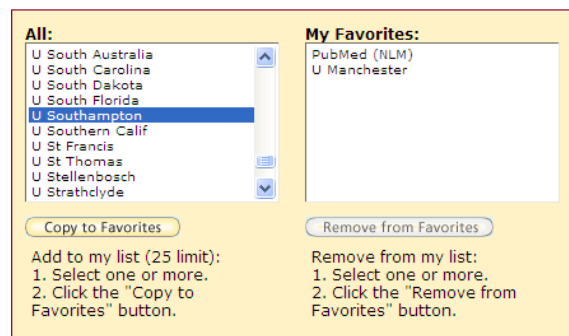 All:
U South Australia
U South Carolina
U South Dakota
U South Florida
U Southampton
U Southern Calif
U St Francis
U St Thomas
U Stellenbosch
U Strathclyde
Copy to Favorites
Add to my list (25 limit):
1. Select one or more.
2. Click the "Copy to
Favorites" button.
My Favorites:
PubMed (NLM)
U Manchester
Remove from Favorites
Remove from my list:
1. Select one or more.
2. Click the "Remove from
Favorites" button.